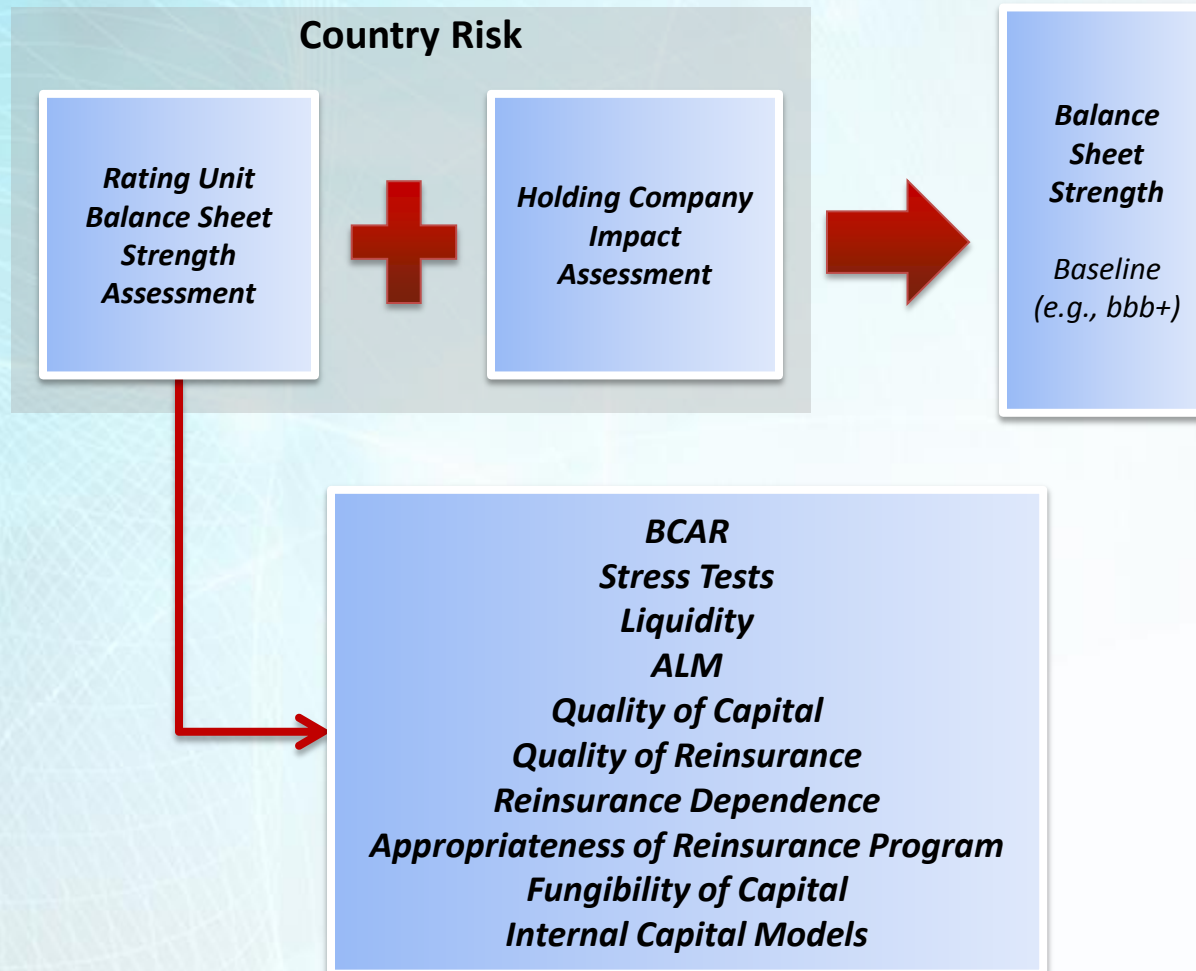 Country Risk
Rating Unit
Balance Sheet
Strength
Assessment
Holding Company
Impact
Assessment
Balance
Sheet
Strength
Baseline
(e.g., bbb+)
BCAR
Stress Tests
Liquidity
ALM
Quality of Capital
Quality of Reinsurance
Reinsurance Dependence
Appropriateness of Reinsurance Program
Fungibility of Capital
Internal Capital Models